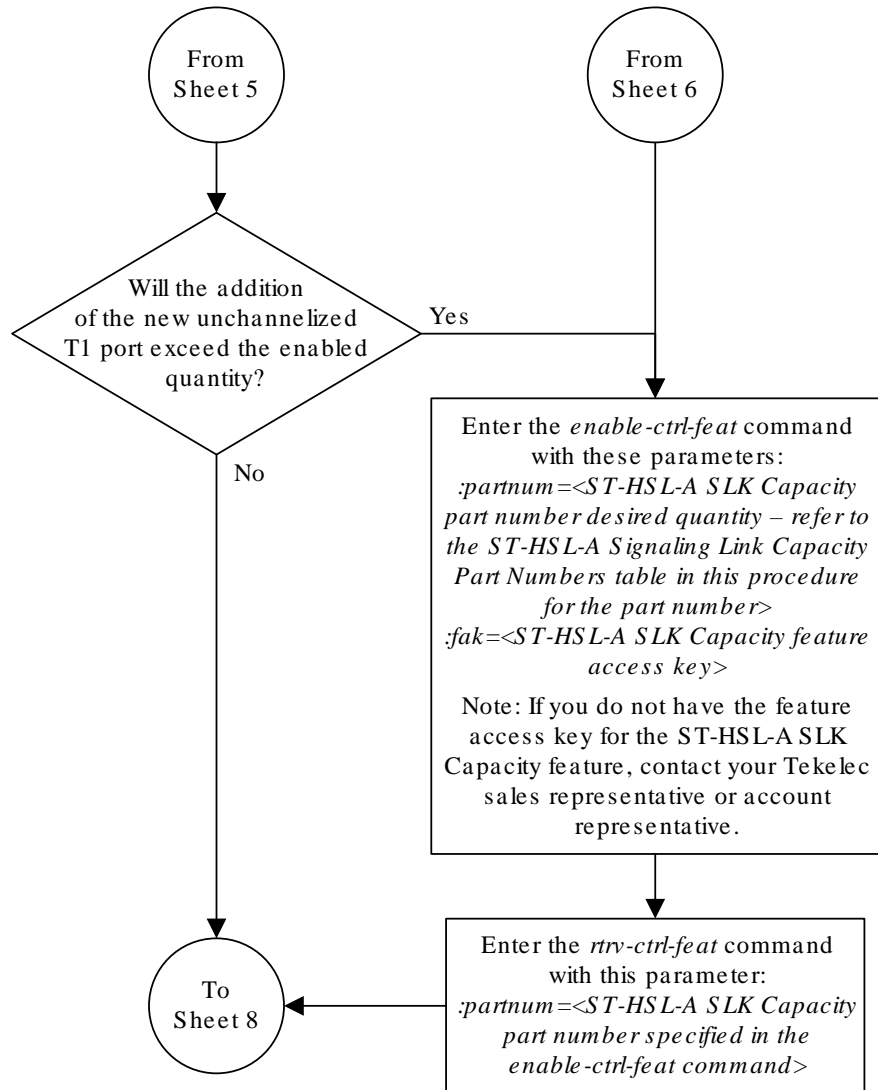 From
Sheet 5
From
Sheet 6
Will the addition
of the new unchannelized
T1 port exceed the enabled
quantity?
Yes
No
Enter the enable-ctrl-feat command
with these parameters:
:partnum=<ST-HSL-A SLK Capacity
part number desired quantity – refer to
the ST-HSL-A Signaling Link Capacity
Part Numbers table in this procedure
for the part number>
:fak=<ST-HSL-A SLK Capacity feature
access key>
Note: If you do not have the feature
access key for the ST-HSL-A SLK
Capacity feature, contact your Tekelec
sales representative or account
representative.
Enter the rtrv-ctrl-feat command
with this parameter:
:partnum=<ST-HSL-A SLK Capacity
part number specified in the
enable-ctrl-feat command>
To
Sheet 8